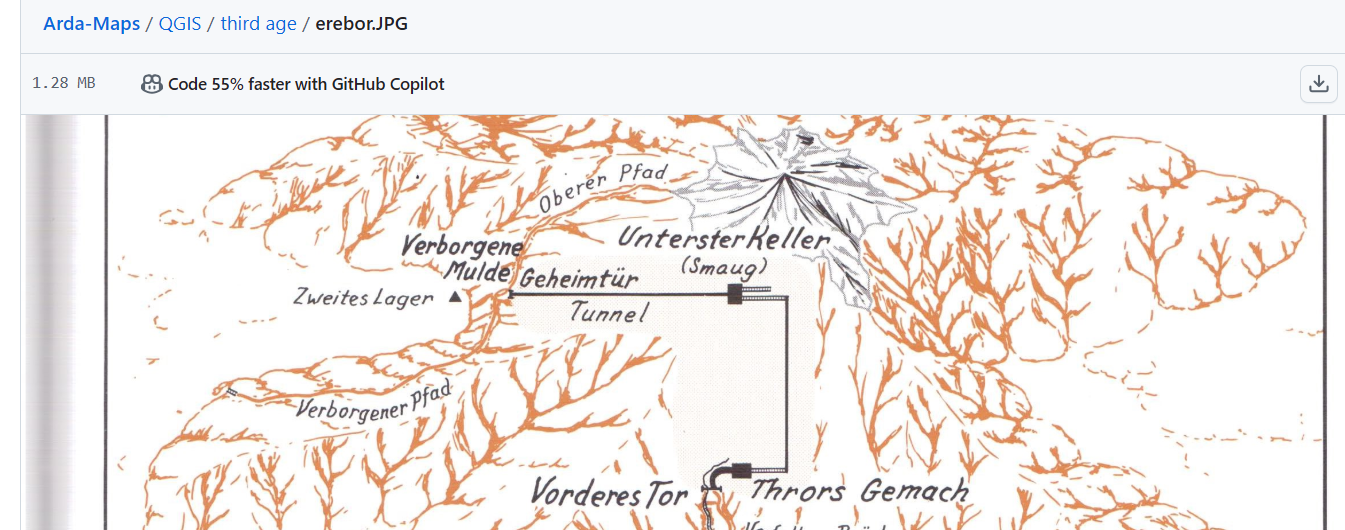 Arda-Maps / QGIS / third age / erebor.JPG
1.28 MB
Code 55% faster with GitHub Copilot
Oberer Pfad
Unterster Keller
(Smaug)
Verborgene
Mulde
Geheimtür
Zweites Lager
Tunnel
Verborgener Pfad
Vorderes Tor
Thrors Gemach